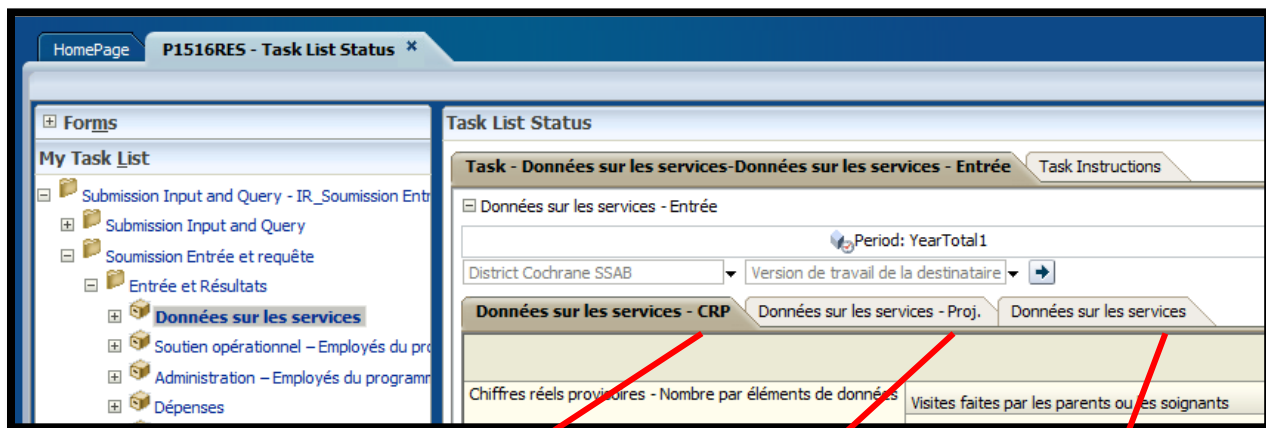 HomePage P1516RES - Task List Status ×
Forms
My Task List
Submission Input and Query - IR_Soumission Entr
Submission Input and Query
Soumission Entrée et requête
Entrée et Résultats
Données sur les services
Soutien opérationnel – Employés du pro
Administration – Employés du programm
Dépenses
Task List Status
Task - Données sur les services-Données sur les services - Entrée Task Instructions
Données sur les services - Entrée
Period: YearTotal1
District Cochrane SSAB Version de travail de la destinataire
Données sur les services - CRP Données sur les services - Proj. Données sur les services
Chiffres réels provisoires - Nombre par éléments de données Visites faites par les parents ou les soignants